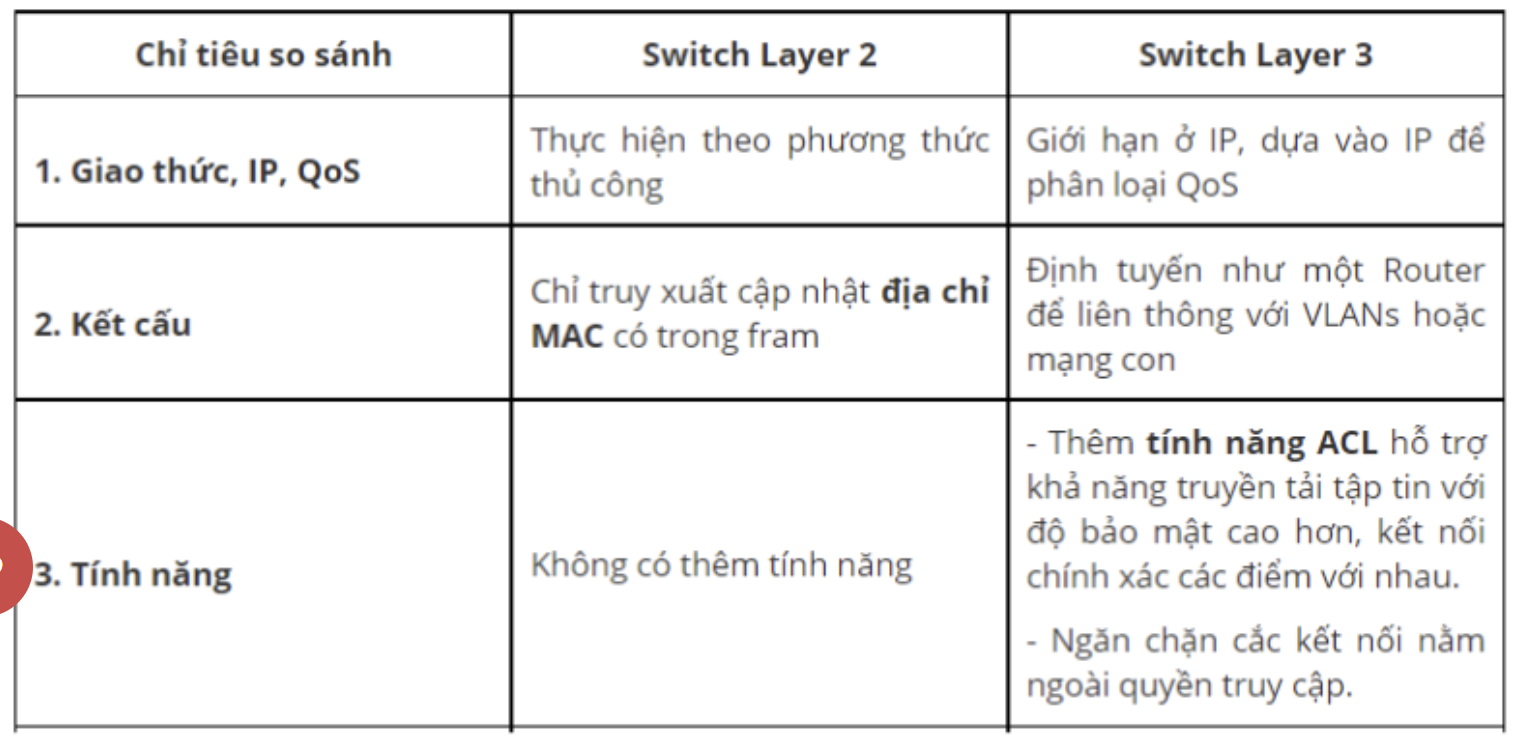 Chỉ tiêu so sánh
Switch Layer 2
Switch Layer 3
1. Giao thức, IP, QoS
Thực hiện theo phương thức
thủ công
Giới hạn ở IP, dựa vào IP để
phân loại QoS
2. Kết cấu
Chỉ truy xuất cập nhật địa chỉ
MAC có trong fram
Định tuyến như một Router
để liên thông với VLANs hoặc
mạng con
3. Tính năng
Không có thêm tính năng
- Thêm tính năng ACL hỗ trợ
khả năng truyền tải tập tin với
độ bảo mật cao hơn, kết nối
chính xác các điểm với nhau.
- Ngăn chặn cắc kết nối nằm
ngoài quyền truy cập.